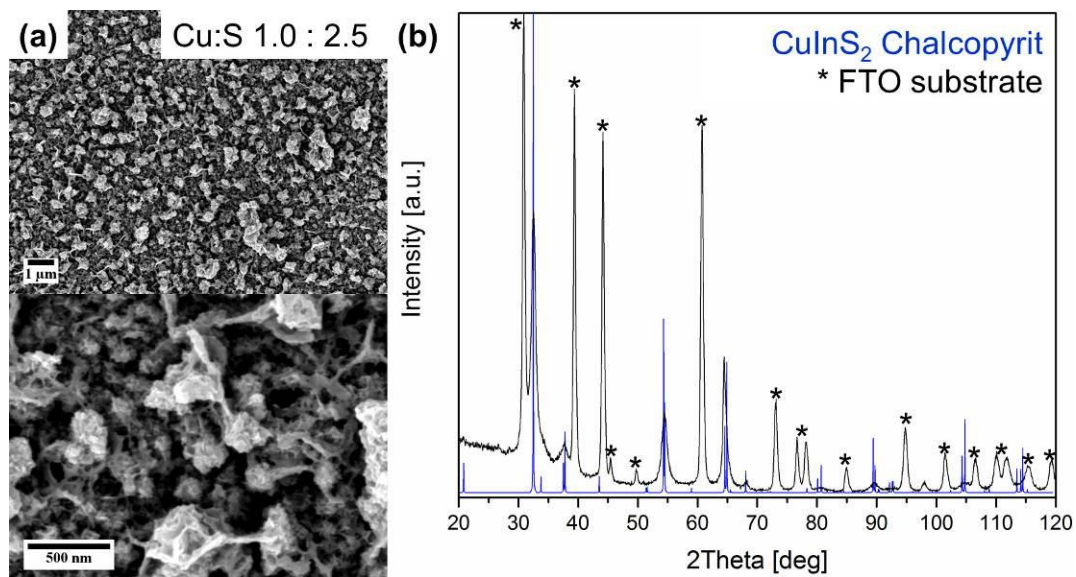 (a) Cu:S 1.0 : 2.5
1 µm
500 nm
(b)
CuInS₂ Chalcopyrit
* FTO substrate
*
* * * * * * * * * * * * * * *
Intensity [a.u.]
20 30 40 50 60 70 80 90 100 110 120
2Theta [deg]